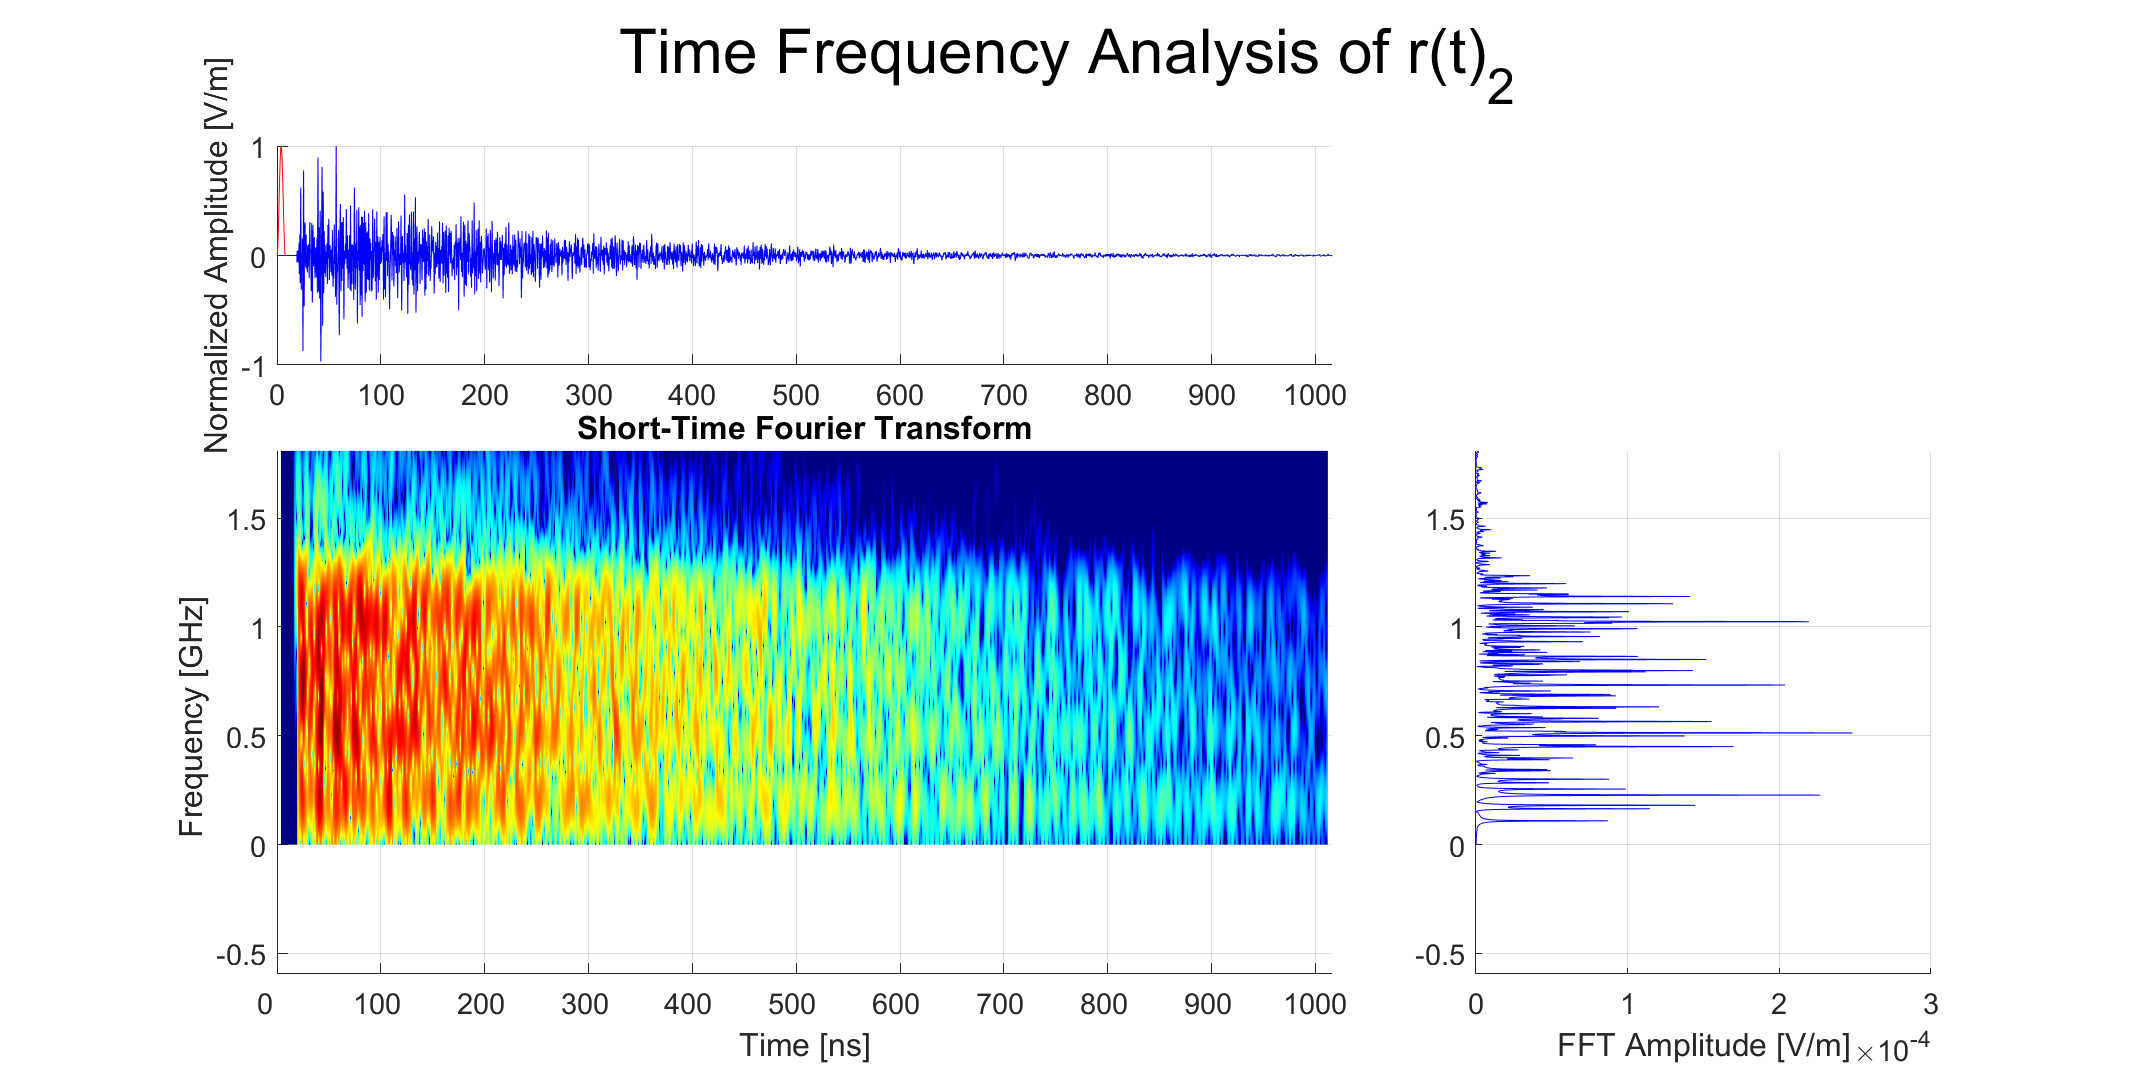 Time Frequency Analysis of r(t)2
Normalized Amplitude [V/m]
1
0
-1
0 100 200 300 400 500 600 700 800 900 1000
Short-Time Fourier Transform
Frequency [GHz]
1.5
1
0.5
0
-0.5
0 100 200 300 400 500 600 700 800 900 1000
Time [ns]
1.5
1
0.5
0
-0.5
0 1 2 3
FFT Amplitude [V/m] ×10-4